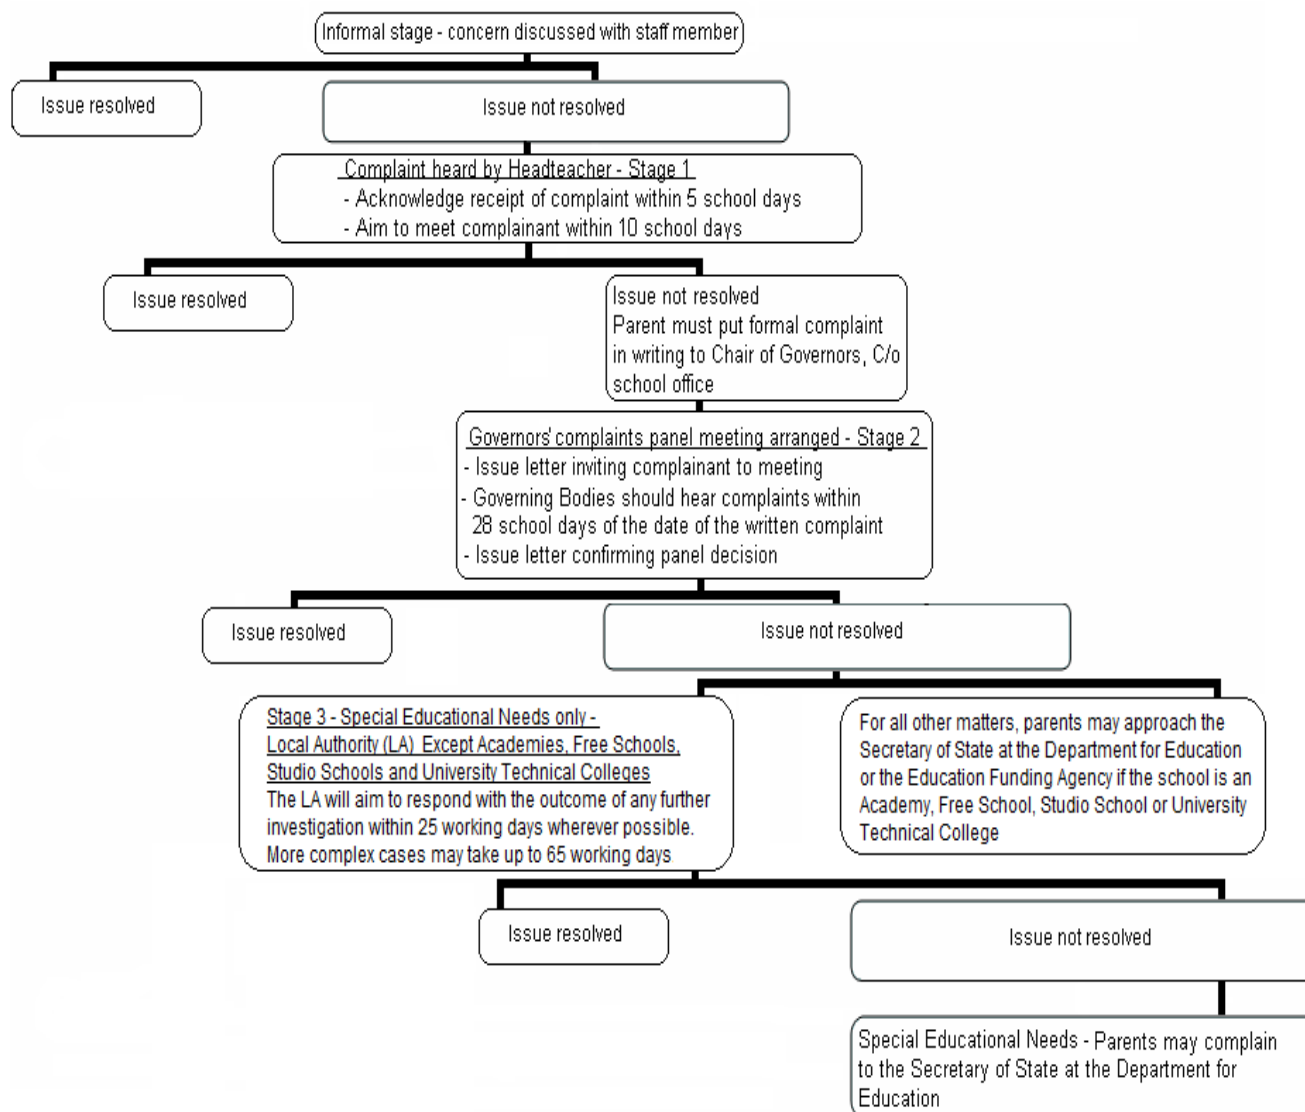 Informal stage - concern discussed with staff member
Issue resolved
Issue not resolved
Complaint heard by Headteacher - Stage 1
- Acknowledge receipt of complaint within 5 school days
- Aim to meet complainant within 10 school days
Issue resolved
Issue not resolved
Parent must put formal complaint
in writing to Chair of Governors, C/o
school office
Governors' complaints panel meeting arranged - Stage 2
- Issue letter inviting complainant to meeting
- Governing Bodies should hear complaints within
28 school days of the date of the written complaint
- Issue letter confirming panel decision
Issue resolved
Issue not resolved
Stage 3 - Special Educational Needs only -
Local Authority (LA) Except Academies, Free Schools,
Studio Schools and University Technical Colleges
The LA will aim to respond with the outcome of any further
investigation within 25 working days wherever possible.
More complex cases may take up to 65 working days
For all other matters, parents may approach the
Secretary of State at the Department for Education
or the Education Funding Agency if the school is an
Academy, Free School, Studio School or University
Technical College
Issue resolved
Issue not resolved
Special Educational Needs - Parents may complain
to the Secretary of State at the Department for
Education